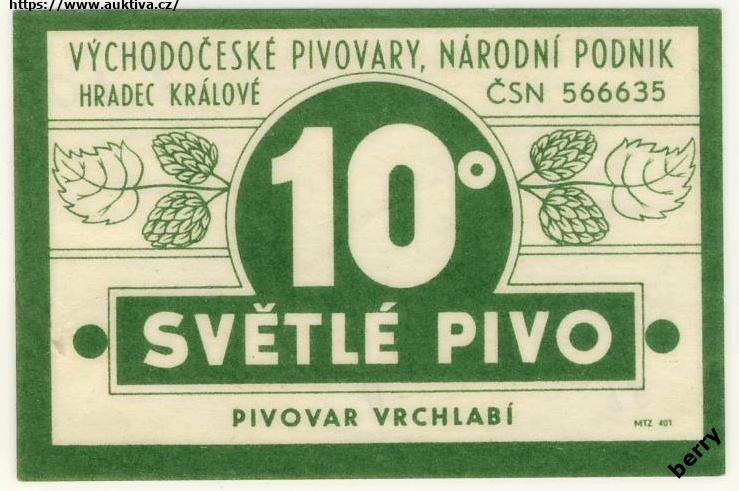 https://www.auktiva.cz/
VÝCHODOČESKÉ PIVOVARY, NÁRODNÍ PODNIK
HRADEC KRÁLOVÉ ČSN 566635
10°
SVĚTLÉ PIVO
PIVOVAR VRCHLABÍ
MTZ 401
berry